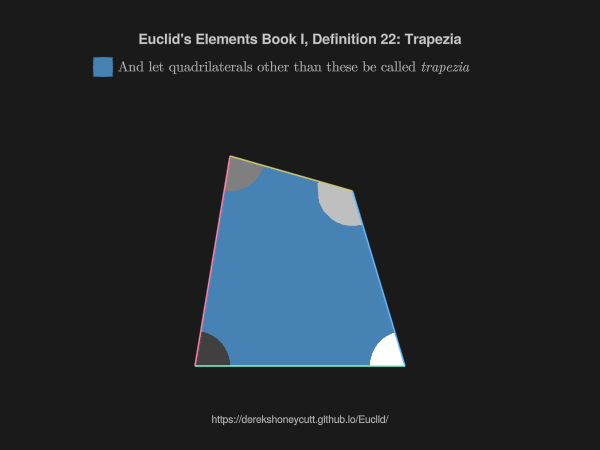 Euclid's Elements Book I, Definition 22: Trapezia
And let quadrilaterals other than these be called trapezia
https://derekshoneycutt.github.Io/EuclId/